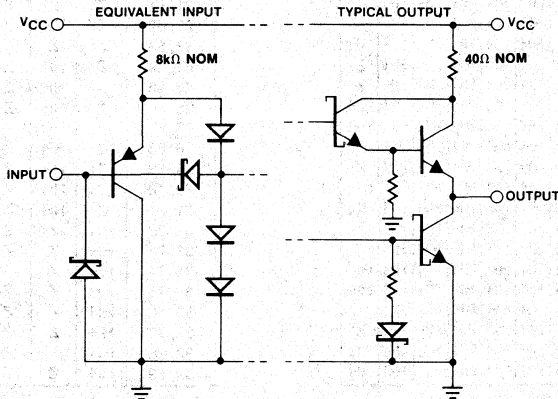 EQUIVALENT INPUT
TYPICAL OUTPUT
VCC
VCC
8kΩ NOM
40Ω NOM
INPUT
OUTPUT